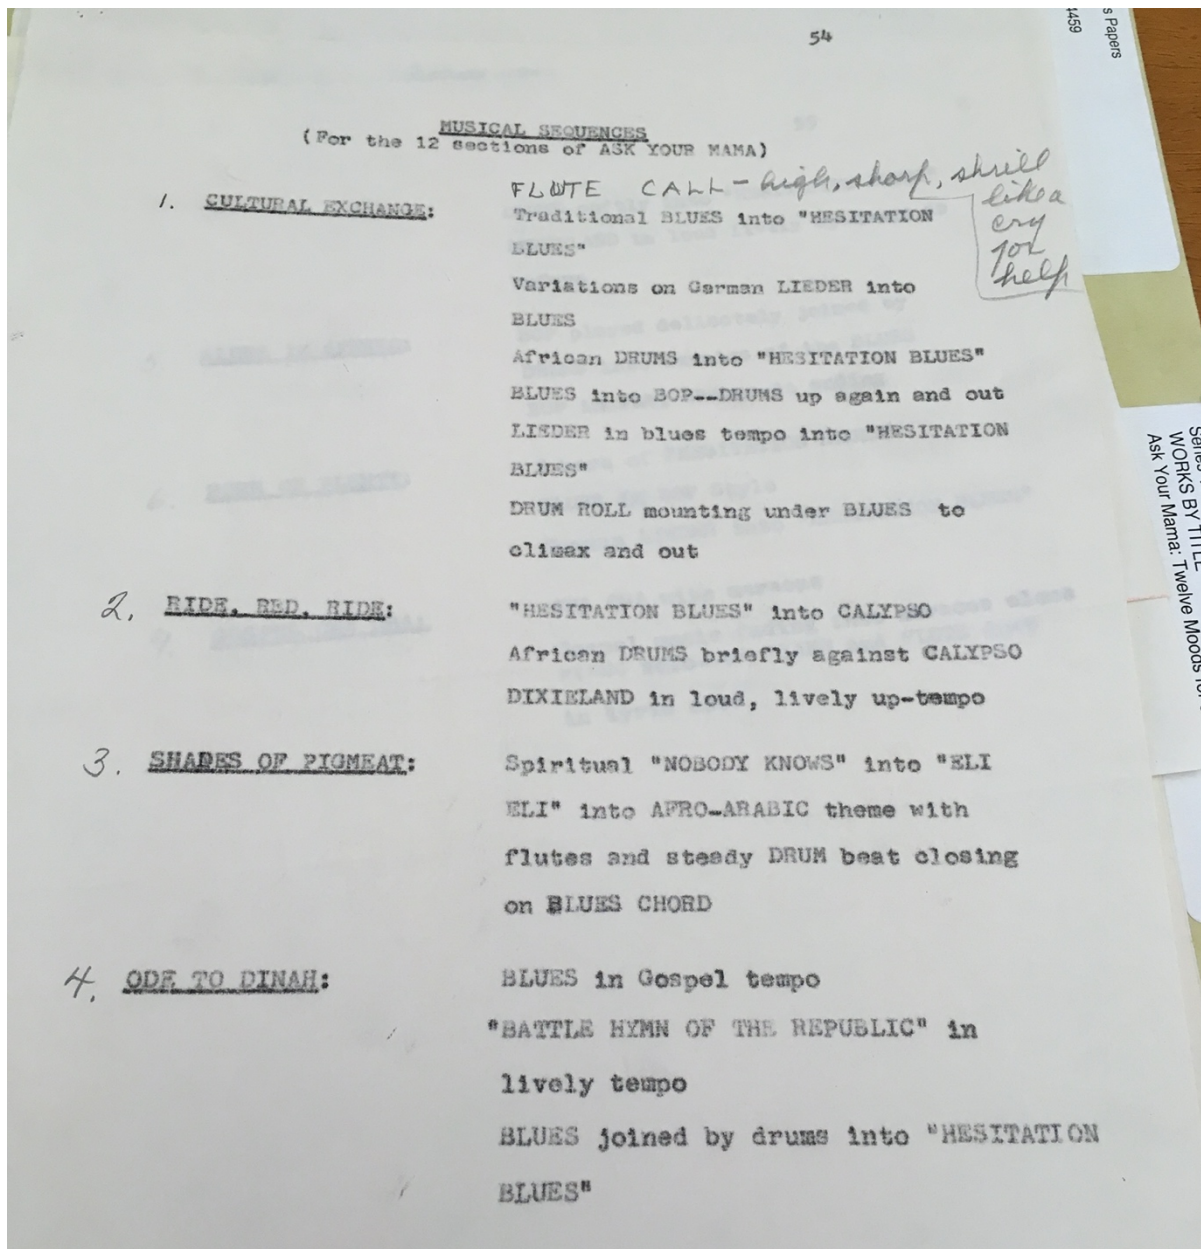 54
MUSICAL SEQUENCES
(For the 12 sections of ASK YOUR MAMA)
FLUTE CALL - high, sharp, shrill
like a
cry
for
help
1. CULTURAL EXCHANGE:
Traditional BLUES into "HESITATION
BLUES"
Variations on German LIEDER into
BLUES
African DRUMS into "HESITATION BLUES"
BLUES into BOP--DRUMS up again and out
LIEDER in blues tempo into "HESITATION
BLUES"
DRUM ROLL mounting under BLUES to
climax and out
2. RIDE, RED, RIDE:
"HESITATION BLUES" into CALYPSO
African DRUMS briefly against CALYPSO
DIXIELAND in loud, lively up-tempo
3. SHADES OF PIGMEAT:
Spiritual "NOBODY KNOWS" into "ELI
ELI" into AFRO-ARABIC theme with
flutes and steady DRUM beat closing
on BLUES CHORD
4. ODE TO DINAH:
BLUES in Gospel tempo
"BATTLE HYMN OF THE REPUBLIC" in
lively tempo
BLUES joined by drums into "HESITATION
BLUES"
s Papers
4459
WORKS BY TITLE
Ask Your Mama: Twelve Moods for